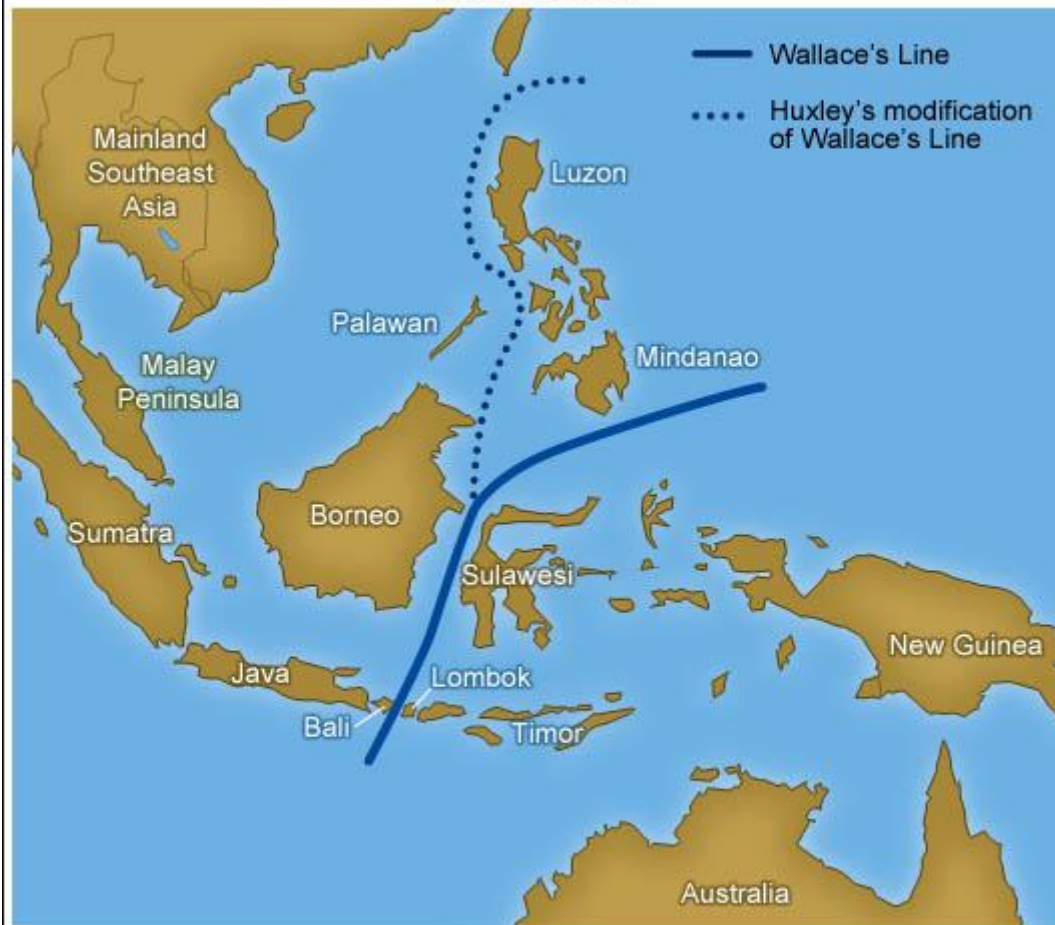 Wallace's Line
Huxley's modification
of Wallace's Line
Mainland
Southeast
Asia
Luzon
Palawan
Mindanao
Malay
Peninsula
Borneo
Sumatra
Sulawesi
New Guinea
Java
Lombok
Bali
Timor
Australia